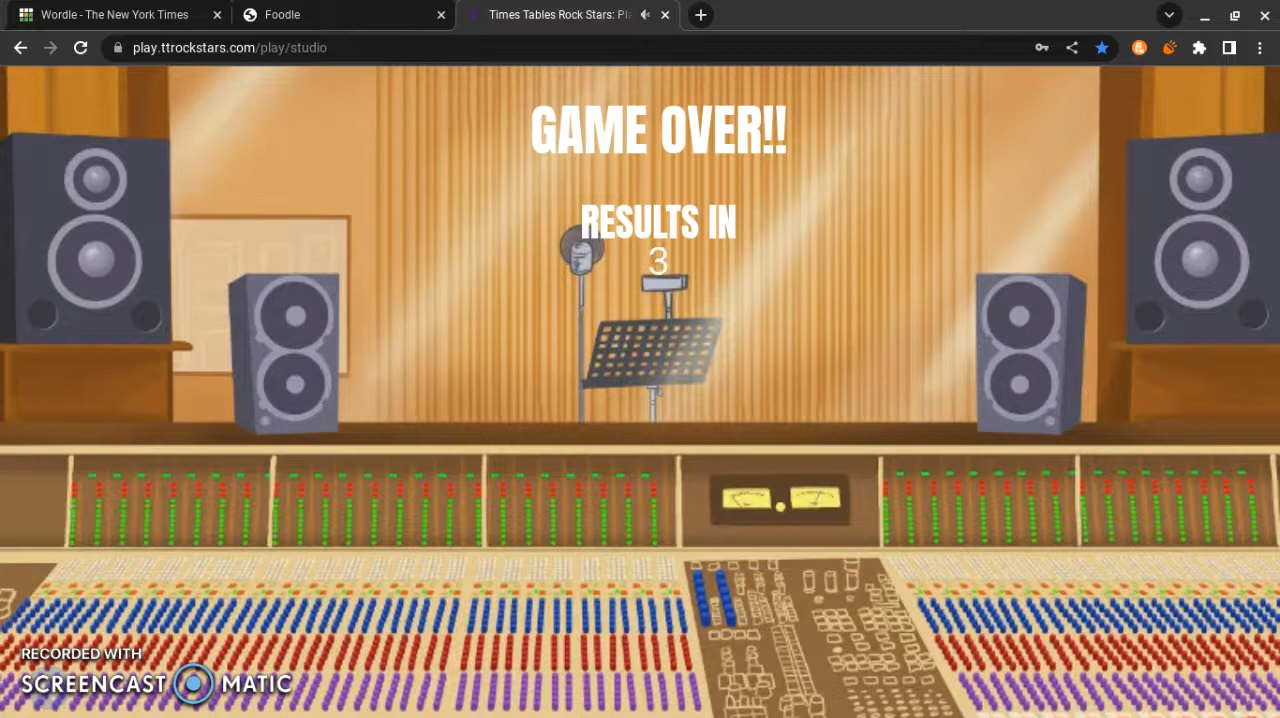 Wordle - The New York Times
Foodle
Times Tables Rock Stars: Pl
play.ttrockstars.com/play/studio
GAME OVER!!
RESULTS IN
3
RECORDED WITH
SCREENCAST MATIC